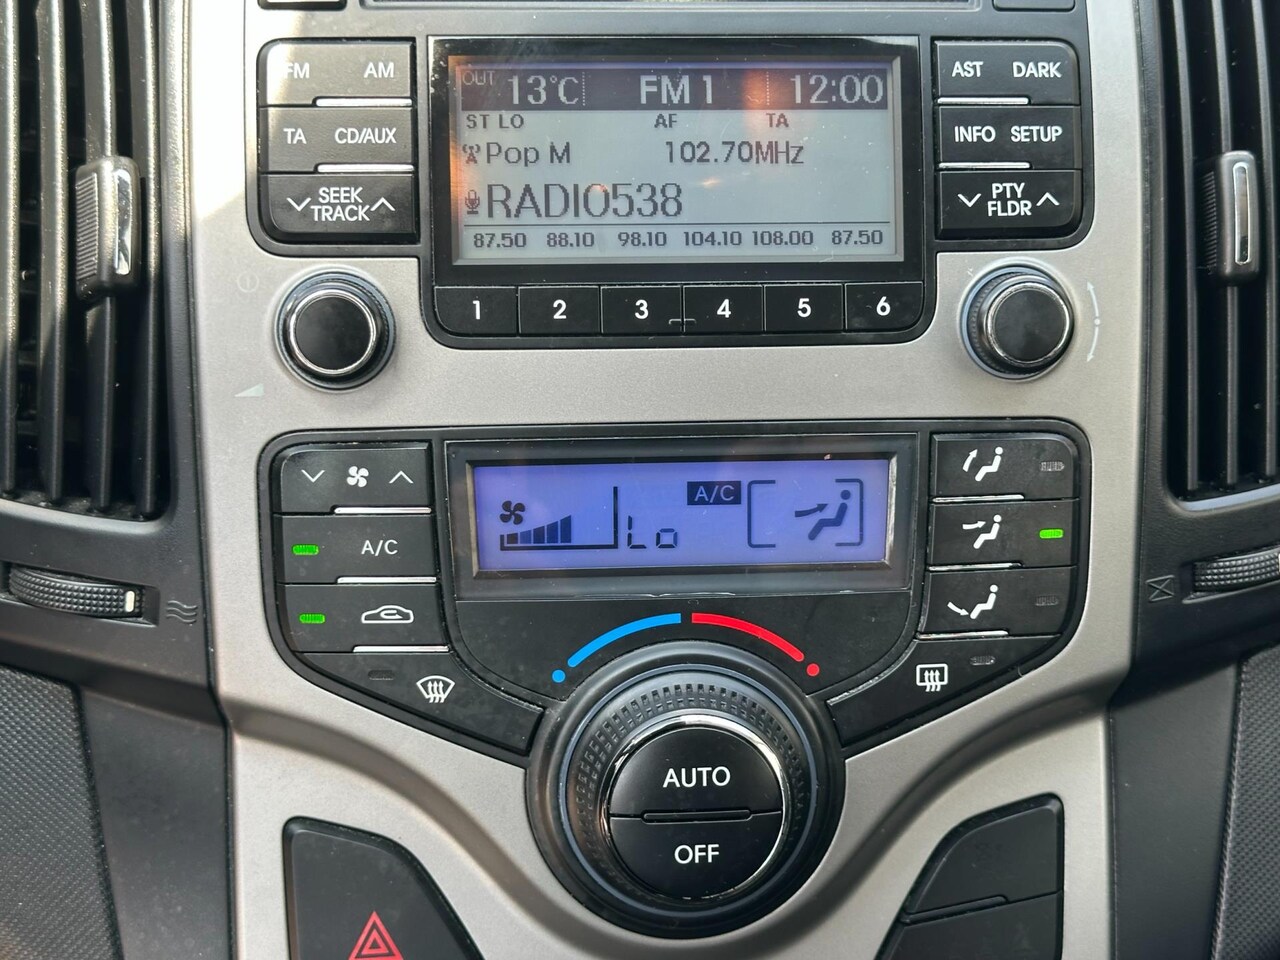 FM AM
TA CD/AUX
SEEK
TRACK
OUT 13°C FM 1 12:00
ST LO AF TA
Pop M 102.70MHz
RADIO538
87.50 88.10 98.10 104.10 108.00 87.50
1 2 3 4 5 6
AST DARK
INFO SETUP
PTY
FLDR
A/C
A/C
Lo
AUTO
OFF